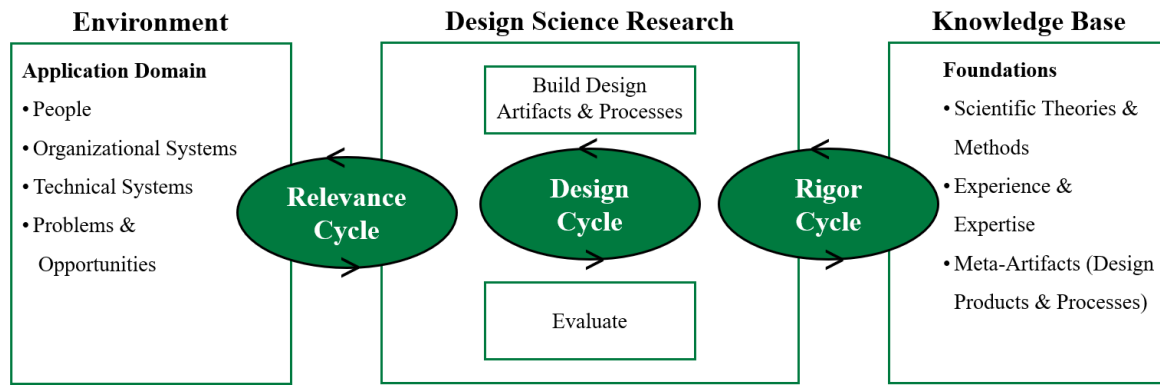 Environment
Application Domain
• People
• Organizational Systems
• Technical Systems
• Problems &
Opportunities
Relevance
Cycle
Design Science Research
Build Design
Artifacts & Processes
Design
Cycle
Evaluate
Rigor
Cycle
Knowledge Base
Foundations
• Scientific Theories &
Methods
• Experience &
Expertise
• Meta-Artifacts (Design
Products & Processes)